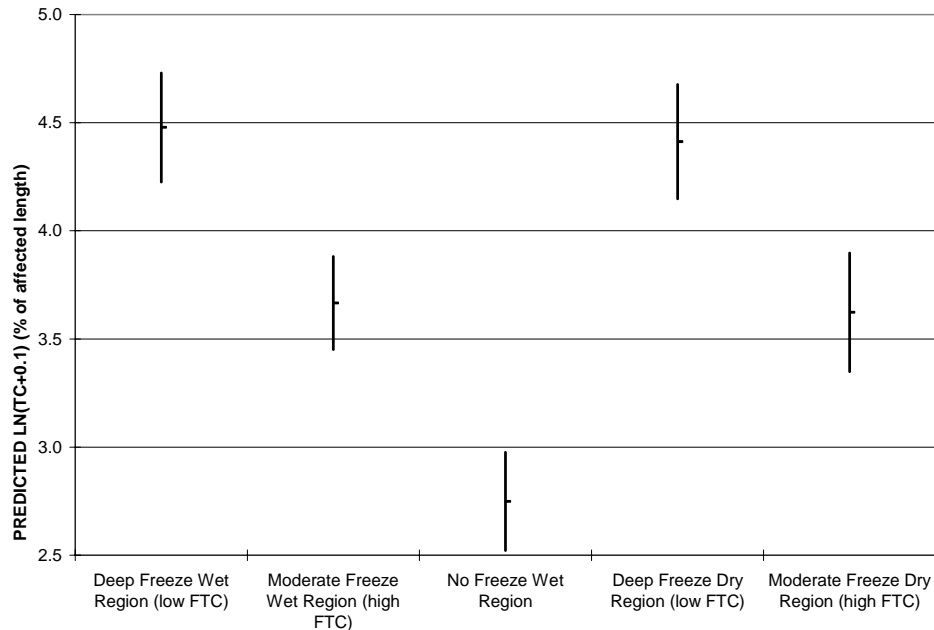 PREDICTED LN(TC+0.1) (% of affected length)
5.0
4.5
4.0
3.5
3.0
2.5
Deep Freeze Wet
Region (low FTC)
Moderate Freeze
Wet Region (high
FTC)
No Freeze Wet
Region
Deep Freeze Dry
Region (low FTC)
Moderate Freeze Dry
Region (high FTC)